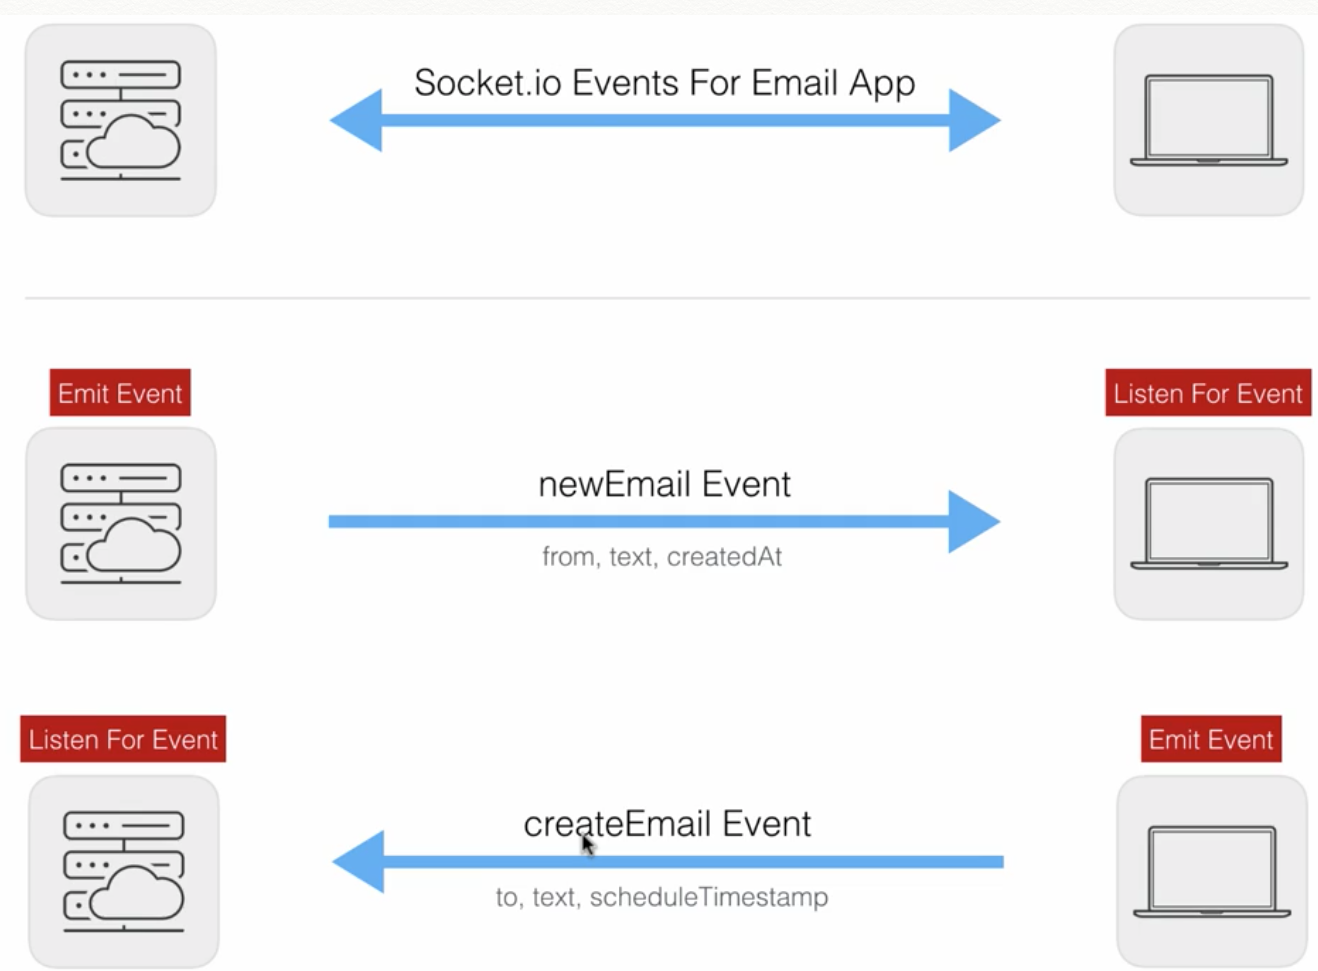 Socket.io Events For Email App
Emit Event
Listen For Event
newEmail Event
from, text, createdAt
Listen For Event
Emit Event
createEmail Event
to, text, scheduleTimestamp